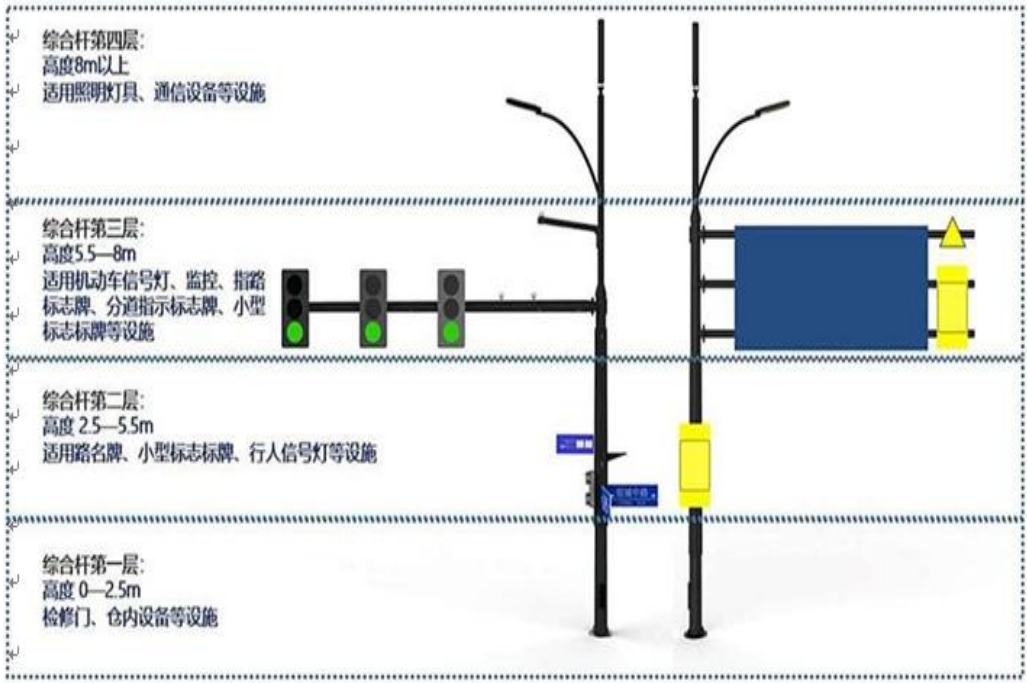 综合杆第四层：
高度8m以上
适用照明灯具、通信设备等设施
综合杆第三层：
高度5.5—8m
适用机动车信号灯、监控、指路
标志牌、分道指示标志牌、小型
标志标牌等设施
综合杆第二层：
高度 2.5—5.5m
适用路名牌、小型标志标牌、行人信号灯等设施
综合杆第一层：
高度 0—2.5m
检修门、仓内设备等设施